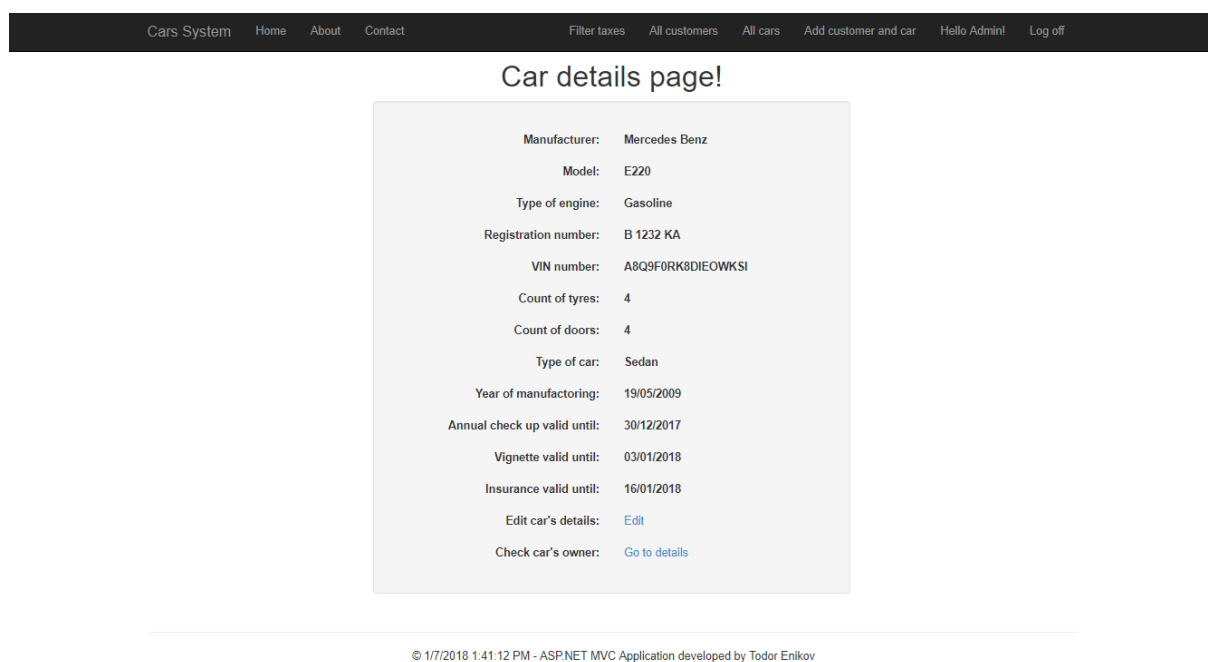 Cars System Home About Contact Filter taxes All customers All cars Add customer and car Hello Admin! Log off
Car details page!
Manufacturer: Mercedes Benz
Model: E220
Type of engine: Gasoline
Registration number: B 1232 KA
VIN number: A8Q9F0RK8DIEOWKSI
Count of tyres: 4
Count of doors: 4
Type of car: Sedan
Year of manufactoring: 19/05/2009
Annual check up valid until: 30/12/2017
Vignette valid until: 03/01/2018
Insurance valid until: 16/01/2018
Edit car's details: Edit
Check car's owner: Go to details
© 1/7/2018 1:41:12 PM - ASP.NET MVC Application developed by Todor Enikov